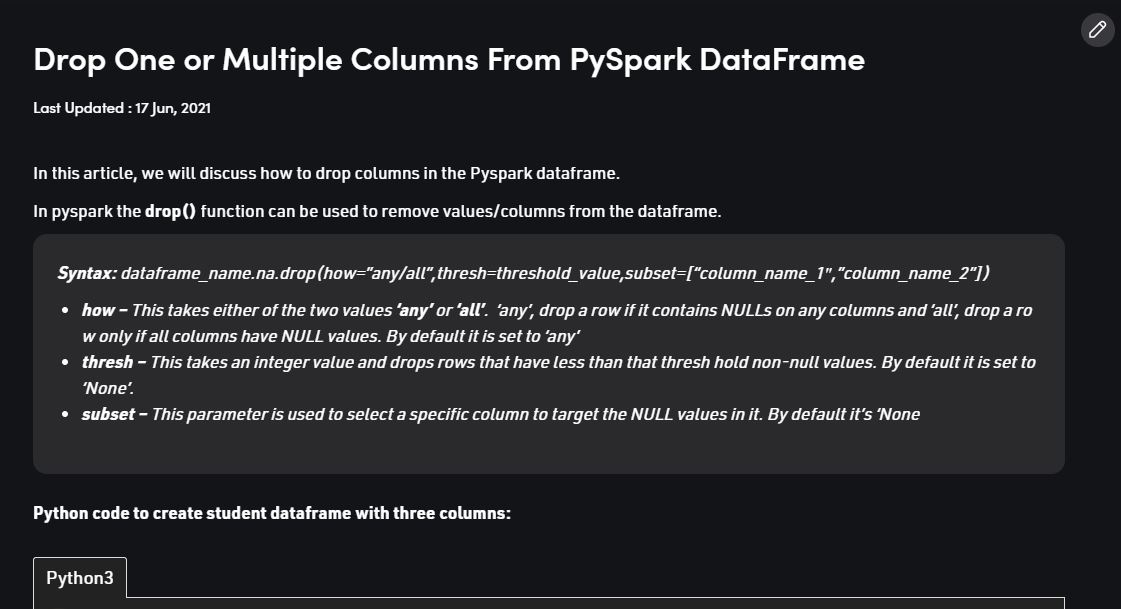 Drop One or Multiple Columns From PySpark DataFrame
Last Updated : 17 Jun, 2021
In this article, we will discuss how to drop columns in the Pyspark dataframe.
In pyspark the drop() function can be used to remove values/columns from the dataframe.
Syntax: dataframe_name.na.drop(how=”any/all”,thresh=threshold_value,subset=[“column_name_1″,”column_name_2”])
• how – This takes either of the two values ‘any’ or ‘all’.  ‘any’, drop a row if it contains NULLs on any columns and ‘all’, drop a ro
w only if all columns have NULL values. By default it is set to ‘any’
• thresh – This takes an integer value and drops rows that have less than that thresh hold non-null values. By default it is set to
‘None’.
• subset – This parameter is used to select a specific column to target the NULL values in it. By default it’s ‘None
Python code to create student dataframe with three columns:
Python3